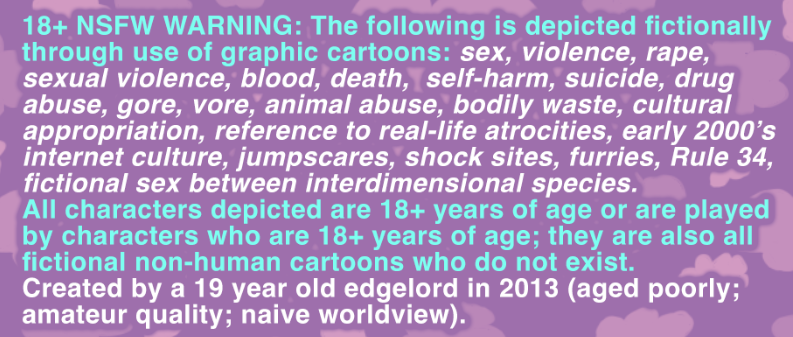 18+ NSFW WARNING: The following is depicted fictionally
through use of graphic cartoons: sex, violence, rape,
sexual violence, blood, death,  self-harm, suicide, drug
abuse, gore, vore, animal abuse, bodily waste, cultural
appropriation, reference to real-life atrocities, early 2000's
internet culture, jumpscares, shock sites, furries, Rule 34,
fictional sex between interdimensional species.
All characters depicted are 18+ years of age or are played
by characters who are 18+ years of age; they are also all
fictional non-human cartoons who do not exist.
Created by a 19 year old edgelord in 2013 (aged poorly;
amateur quality; naive worldview).